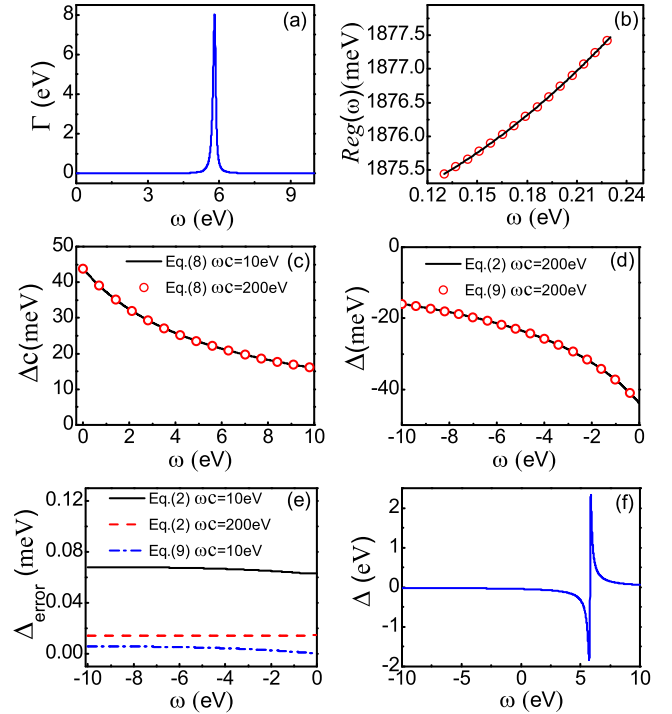 (a)
Γ (eV)
8
6
4
2
0
0 3 6 9
ω (eV)
(b)
Reg(ω)(meV)
1877.5
1877.0
1876.5
1876.0
1875.5
0.12 0.15 0.18 0.21 0.24
ω (eV)
(c)
Eq.(8) ωc=10eV
Eq.(8) ωc=200eV
Δc(meV)
50
40
30
20
10
0
0 2 4 6 8 10
ω (eV)
(d)
Eq.(2) ωc=200eV
Eq.(9) ωc=200eV
Δ(meV)
0
-20
-40
-10 -8 -6 -4 -2 0
ω (eV)
(e)
Eq.(2) ωc=10eV
Eq.(2) ωc=200eV
Eq.(9) ωc=10eV
Δerror (meV)
0.12
0.08
0.04
0.00
-10 -8 -6 -4 -2 0
ω (eV)
(f)
Δ (eV)
2
1
0
-1
-2
-10 -5 0 5 10
ω (eV)